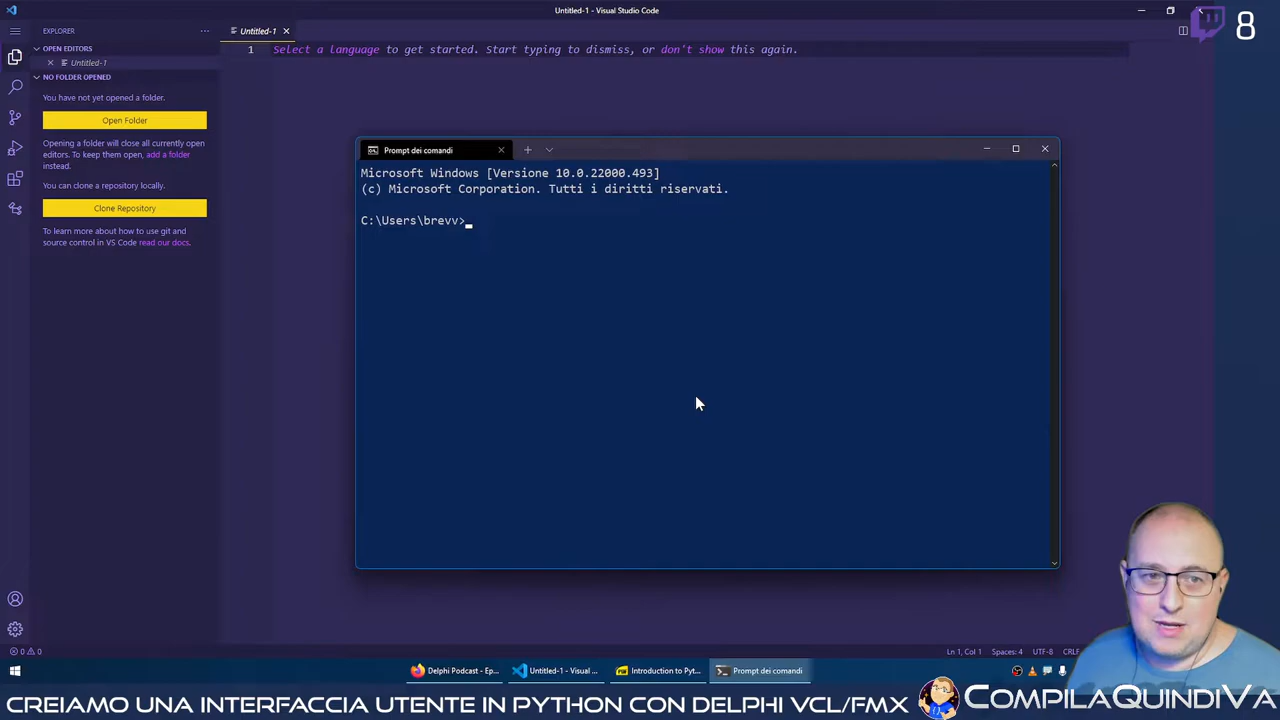 Untitled-1 - Visual Studio Code
8
EXPLORER
Untitled-1
OPEN EDITORS
1 Select a language to get started. Start typing to dismiss, or don't show this again.
Untitled-1
NO FOLDER OPENED
You have not yet opened a folder.
Open Folder
Opening a folder will close all currently open
editors. To keep them open, add a folder
instead.
You can clone a repository locally.
Clone Repository
To learn more about how to use git and
source control in VS Code read our docs.
Prompt dei comandi
Microsoft Windows [Versione 10.0.22000.493]
(c) Microsoft Corporation. Tutti i diritti riservati.
C:\Users\brevv>
0 0
Ln 1, Col 1 Spaces: 4 UTF-8 CRLF
Delphi Podcast - Ep... Untitled-1 - Visual ... Introduction to Pyt... Prompt dei comandi
CREIAMO UNA INTERFACCIA UTENTE IN PYTHON CON DELPHI VCL/FMX
COMPILAQUINDIVA